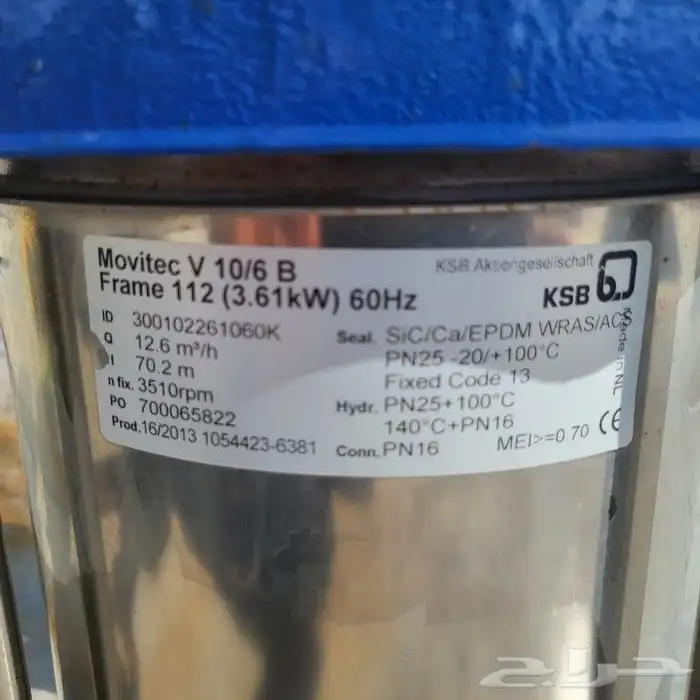 Movitec V 10/6 B
Frame 112 (3.61kW) 60Hz
KSB Aktiengesellschaft
KSB
ID 300102261060K
Q 12.6 m³/h
70.2 m
n fix. 3510rpm
PO 700065822
Prod.16/2013 1054423-6381
Seal. SiC/Ca/EPDM WRAS/ACS
PN25 -20/+100°C
Fixed Code 13
Hydr. PN25+100°C
140°C+PN16
Conn. PN16
MEI>=0.70 CE
Made in NL
حراج